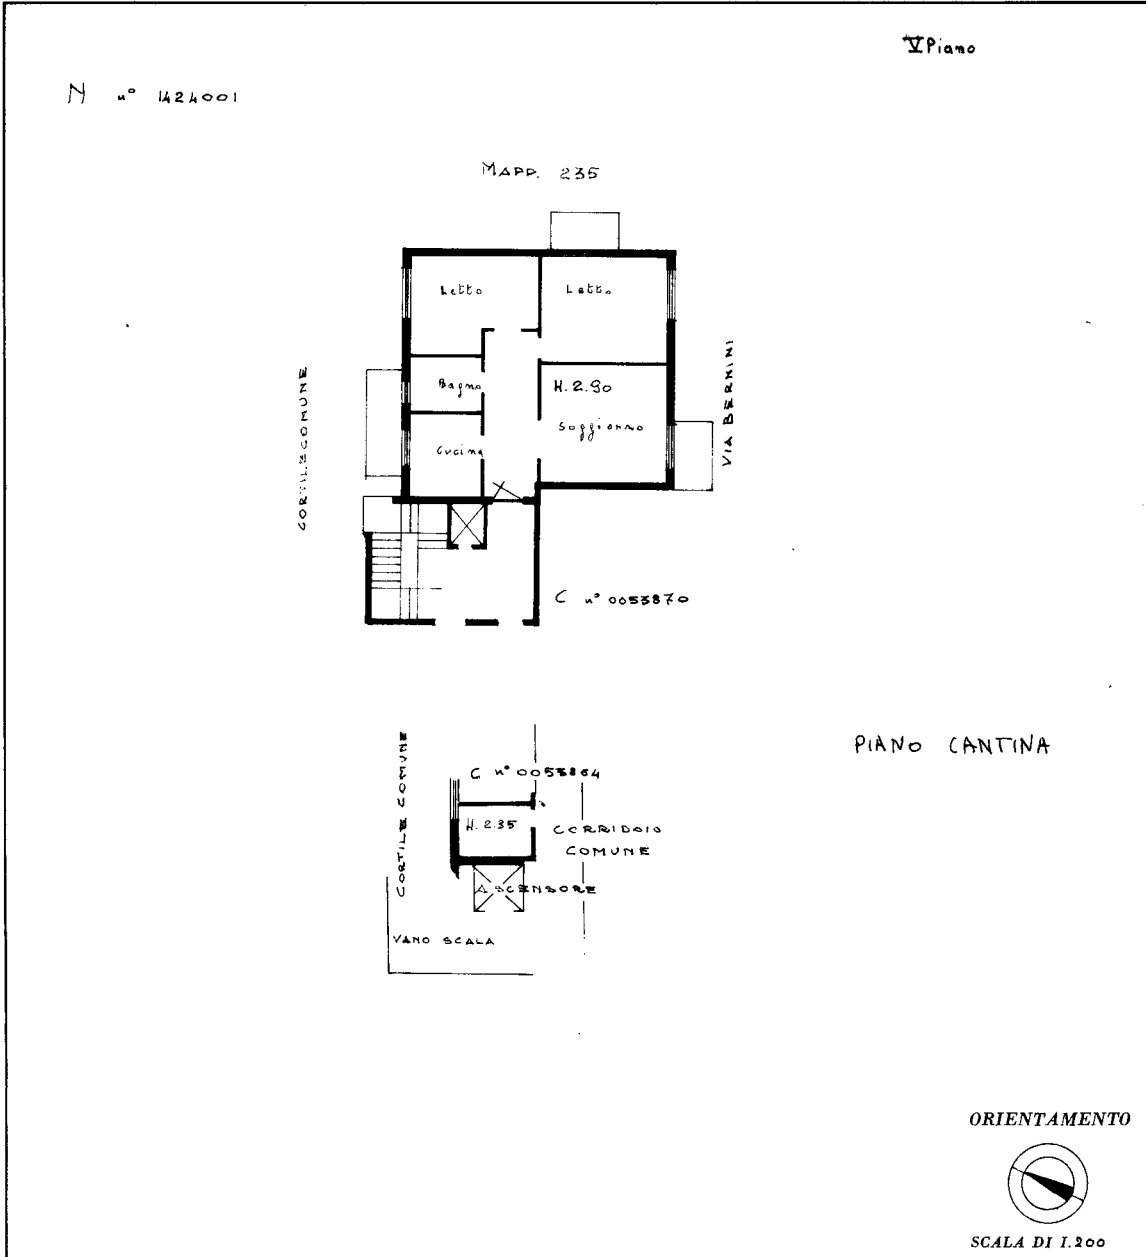 V Piano
N n° 1424001
MAPP. 235
Letto
Letto
CORTILE COMUNE
Bagno
H. 2.90
VIA BERNINI
Soggiorno
Cucina
C n° 0053870
CORTILE COMUNE
PIANO CANTINA
C n° 0053864
H. 2.35
CORRIDOIO
COMUNE
ASCENSORE
VANO SCALA
ORIENTAMENTO
SCALA DI 1.200